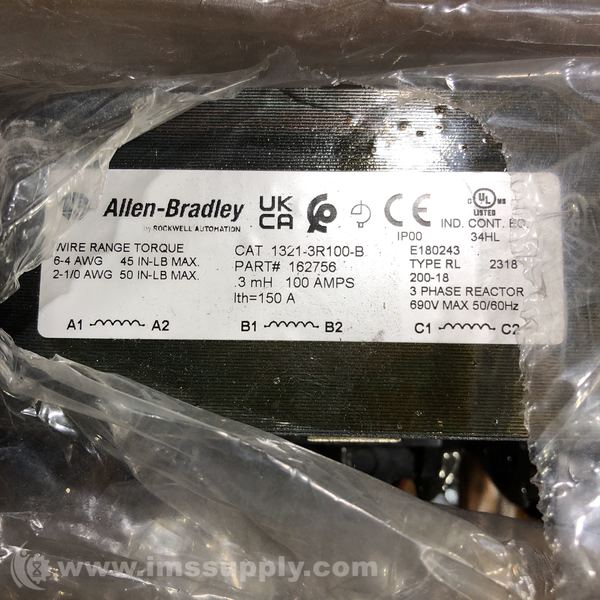 Allen-Bradley
by ROCKWELL AUTOMATION
UK
CA
CE
IP00
UL
LISTED
IND. CONT. EQ.
34HL
WIRE RANGE TORQUE
6-4 AWG 45 IN-LB MAX.
2-1/0 AWG 50 IN-LB MAX.
CAT 1321-3R100-B
PART# 162756
.3 mH 100 AMPS
Ith=150 A
E180243
TYPE RL 2318
200-18
3 PHASE REACTOR
690V MAX 50/60Hz
A1 A2 B1 B2 C1 C2
www.imssupply.com